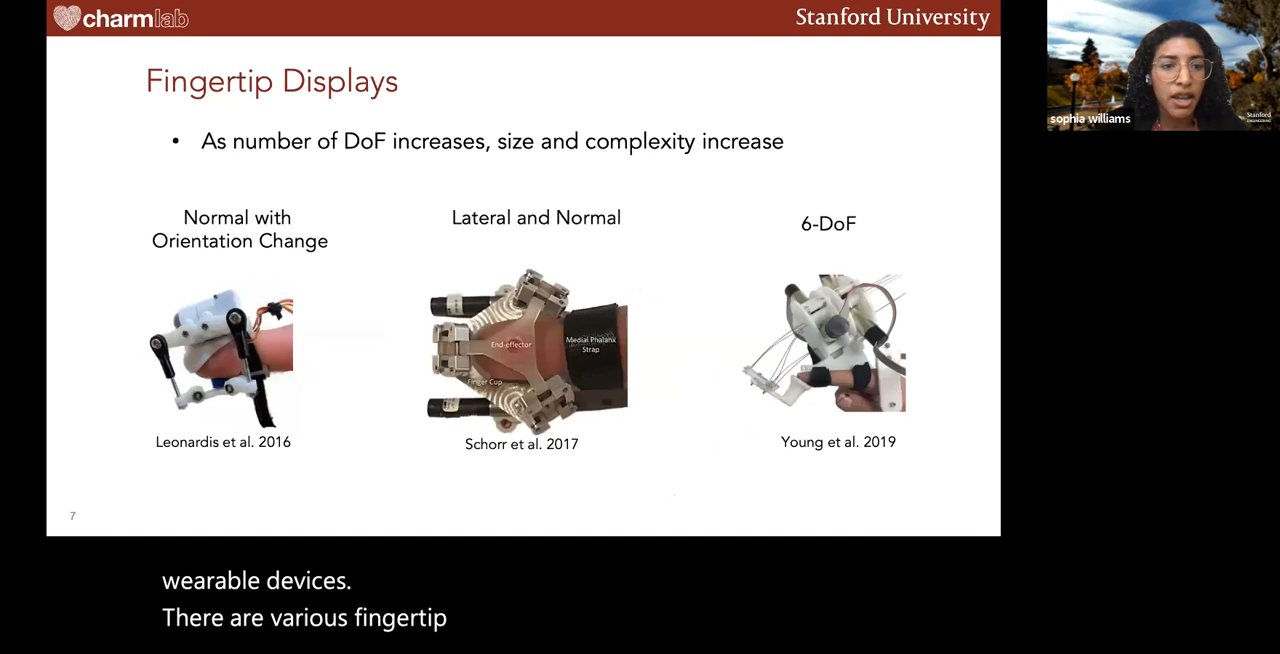 charmlab
Stanford University
sophia williams
Stanford
ENGINEERING
Fingertip Displays
• As number of DoF increases, size and complexity increase
Normal with
Orientation Change
Lateral and Normal
6-DoF
End-effector
Medial Phalanx
Strap
Finger Cup
Leonardis et al. 2016
Schorr et al. 2017
Young et al. 2019
7
wearable devices.
There are various fingertip